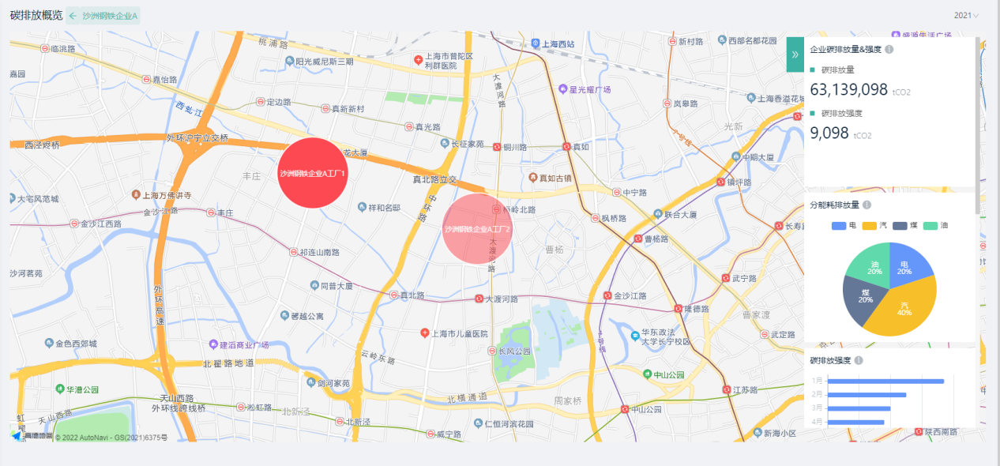 碳排放概览
← 沙洲钢铁企业A
2021
临洮路
桃浦路
阳光威尼斯三期
上海市普陀区
利群医院
上海西站
新村路
西部名都花园
嘉园
嘉怡路
西虬江
定边路
真新新村
大渡河路
星光耀广场
岚皋路
真光路
光新
外环沪宁立交桥
西泾桥
长征家苑
铜川路
真如
中期大厦
龙大厦
沙洲钢铁企业A工厂1
丰庄
真北路立交
真如古镇
镇坪路
上海万佛讲寺
大宅风范城
金沙江路
丰庄
祥和名邸
中环路
中宁路
金沙江西路
沙洲钢铁企业A工厂2
枫桥路
联合大厦
曹杨路
曹杨
祁连山南路
沙河茗苑
同普大厦
真北路
大渡河路
金沙江路
武宁路
隆德路
外环高速
馨越公寓
曹家渡
上海市儿童医院
华东政法
大学长宁校区
武定路
金色西郊城
建滔商业广场
长风公园
云岭东路
北翟路地道
剑河家苑
中山公园
华漕公园
江苏路
天山西路
外环线跨线桥
天山西路
淞虹路
北新泾
北新泾
北横通道
周家桥
中山公园
威宁路
仁恒河滨花园
新海小区
陕西南路
高德地图 © 2022 AutoNavi - GS(2021)6375号
»
企业碳排放量&强度
碳排放量
63,139,098 tCO2
碳排放强度
9,098 tCO2
分能耗排放量
电 汽 煤 油
油
20%
电
20%
煤
20%
汽
40%
碳排放强度
1月
2月
3月
4月